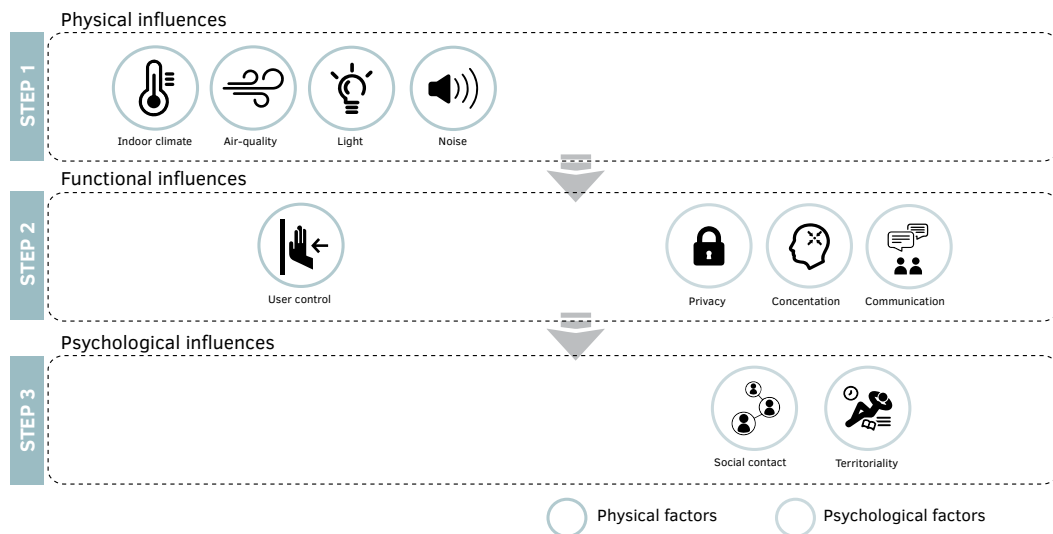 Physical influences
STEP 1
Indoor climate
Air-quality
Light
Noise
Functional influences
STEP 2
User control
Privacy
Concentation
Communication
Psychological influences
STEP 3
Social contact
Territoriality
Physical factors
Psychological factors